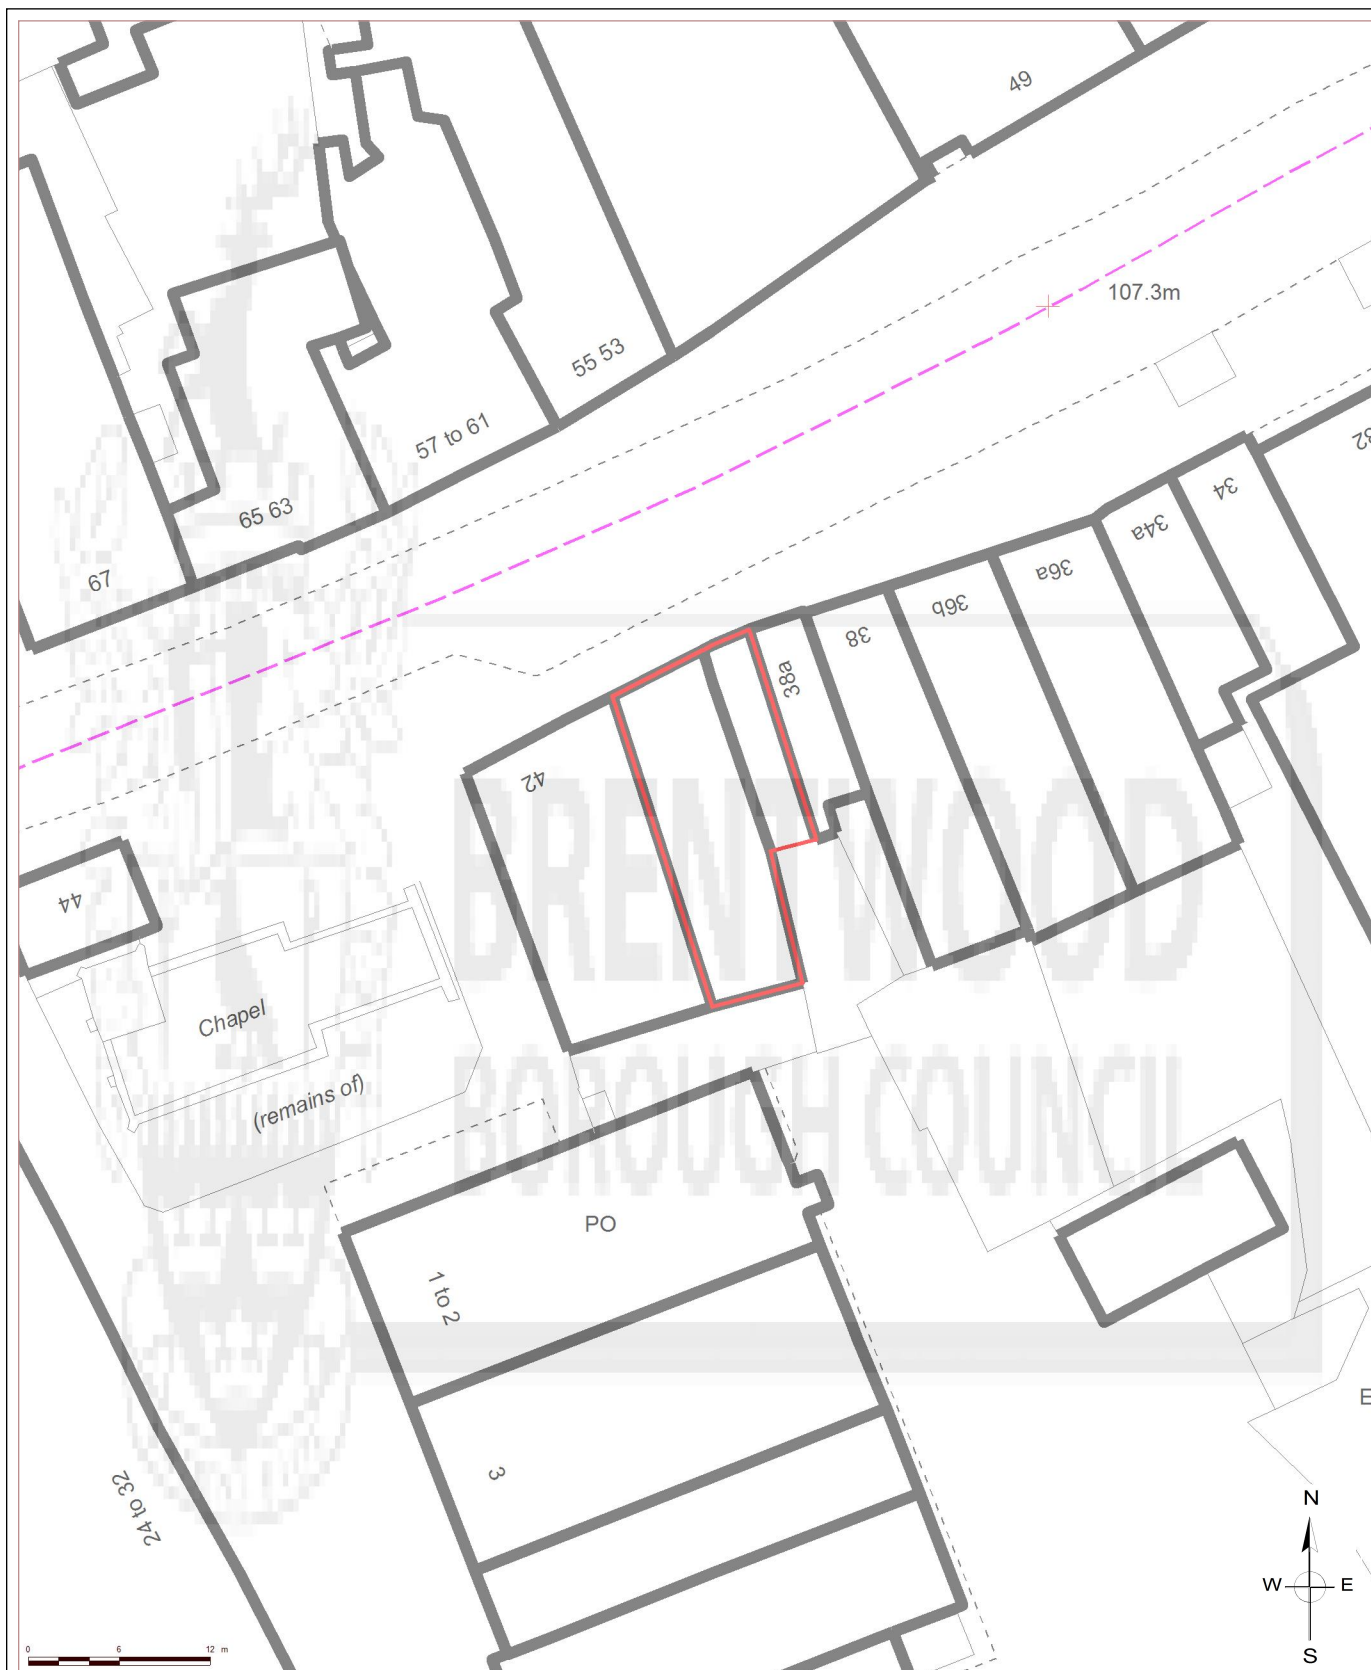 49
107.3m
55 53
57 to 61
65 63
67
34
34a
36a
36b
38
38a
42
44
BRENTWOOD
BOROUGH COUNCIL
Chapel
(remains of)
PO
1 to 2
3
24 to 32
N
W E
S
0 6 12 m